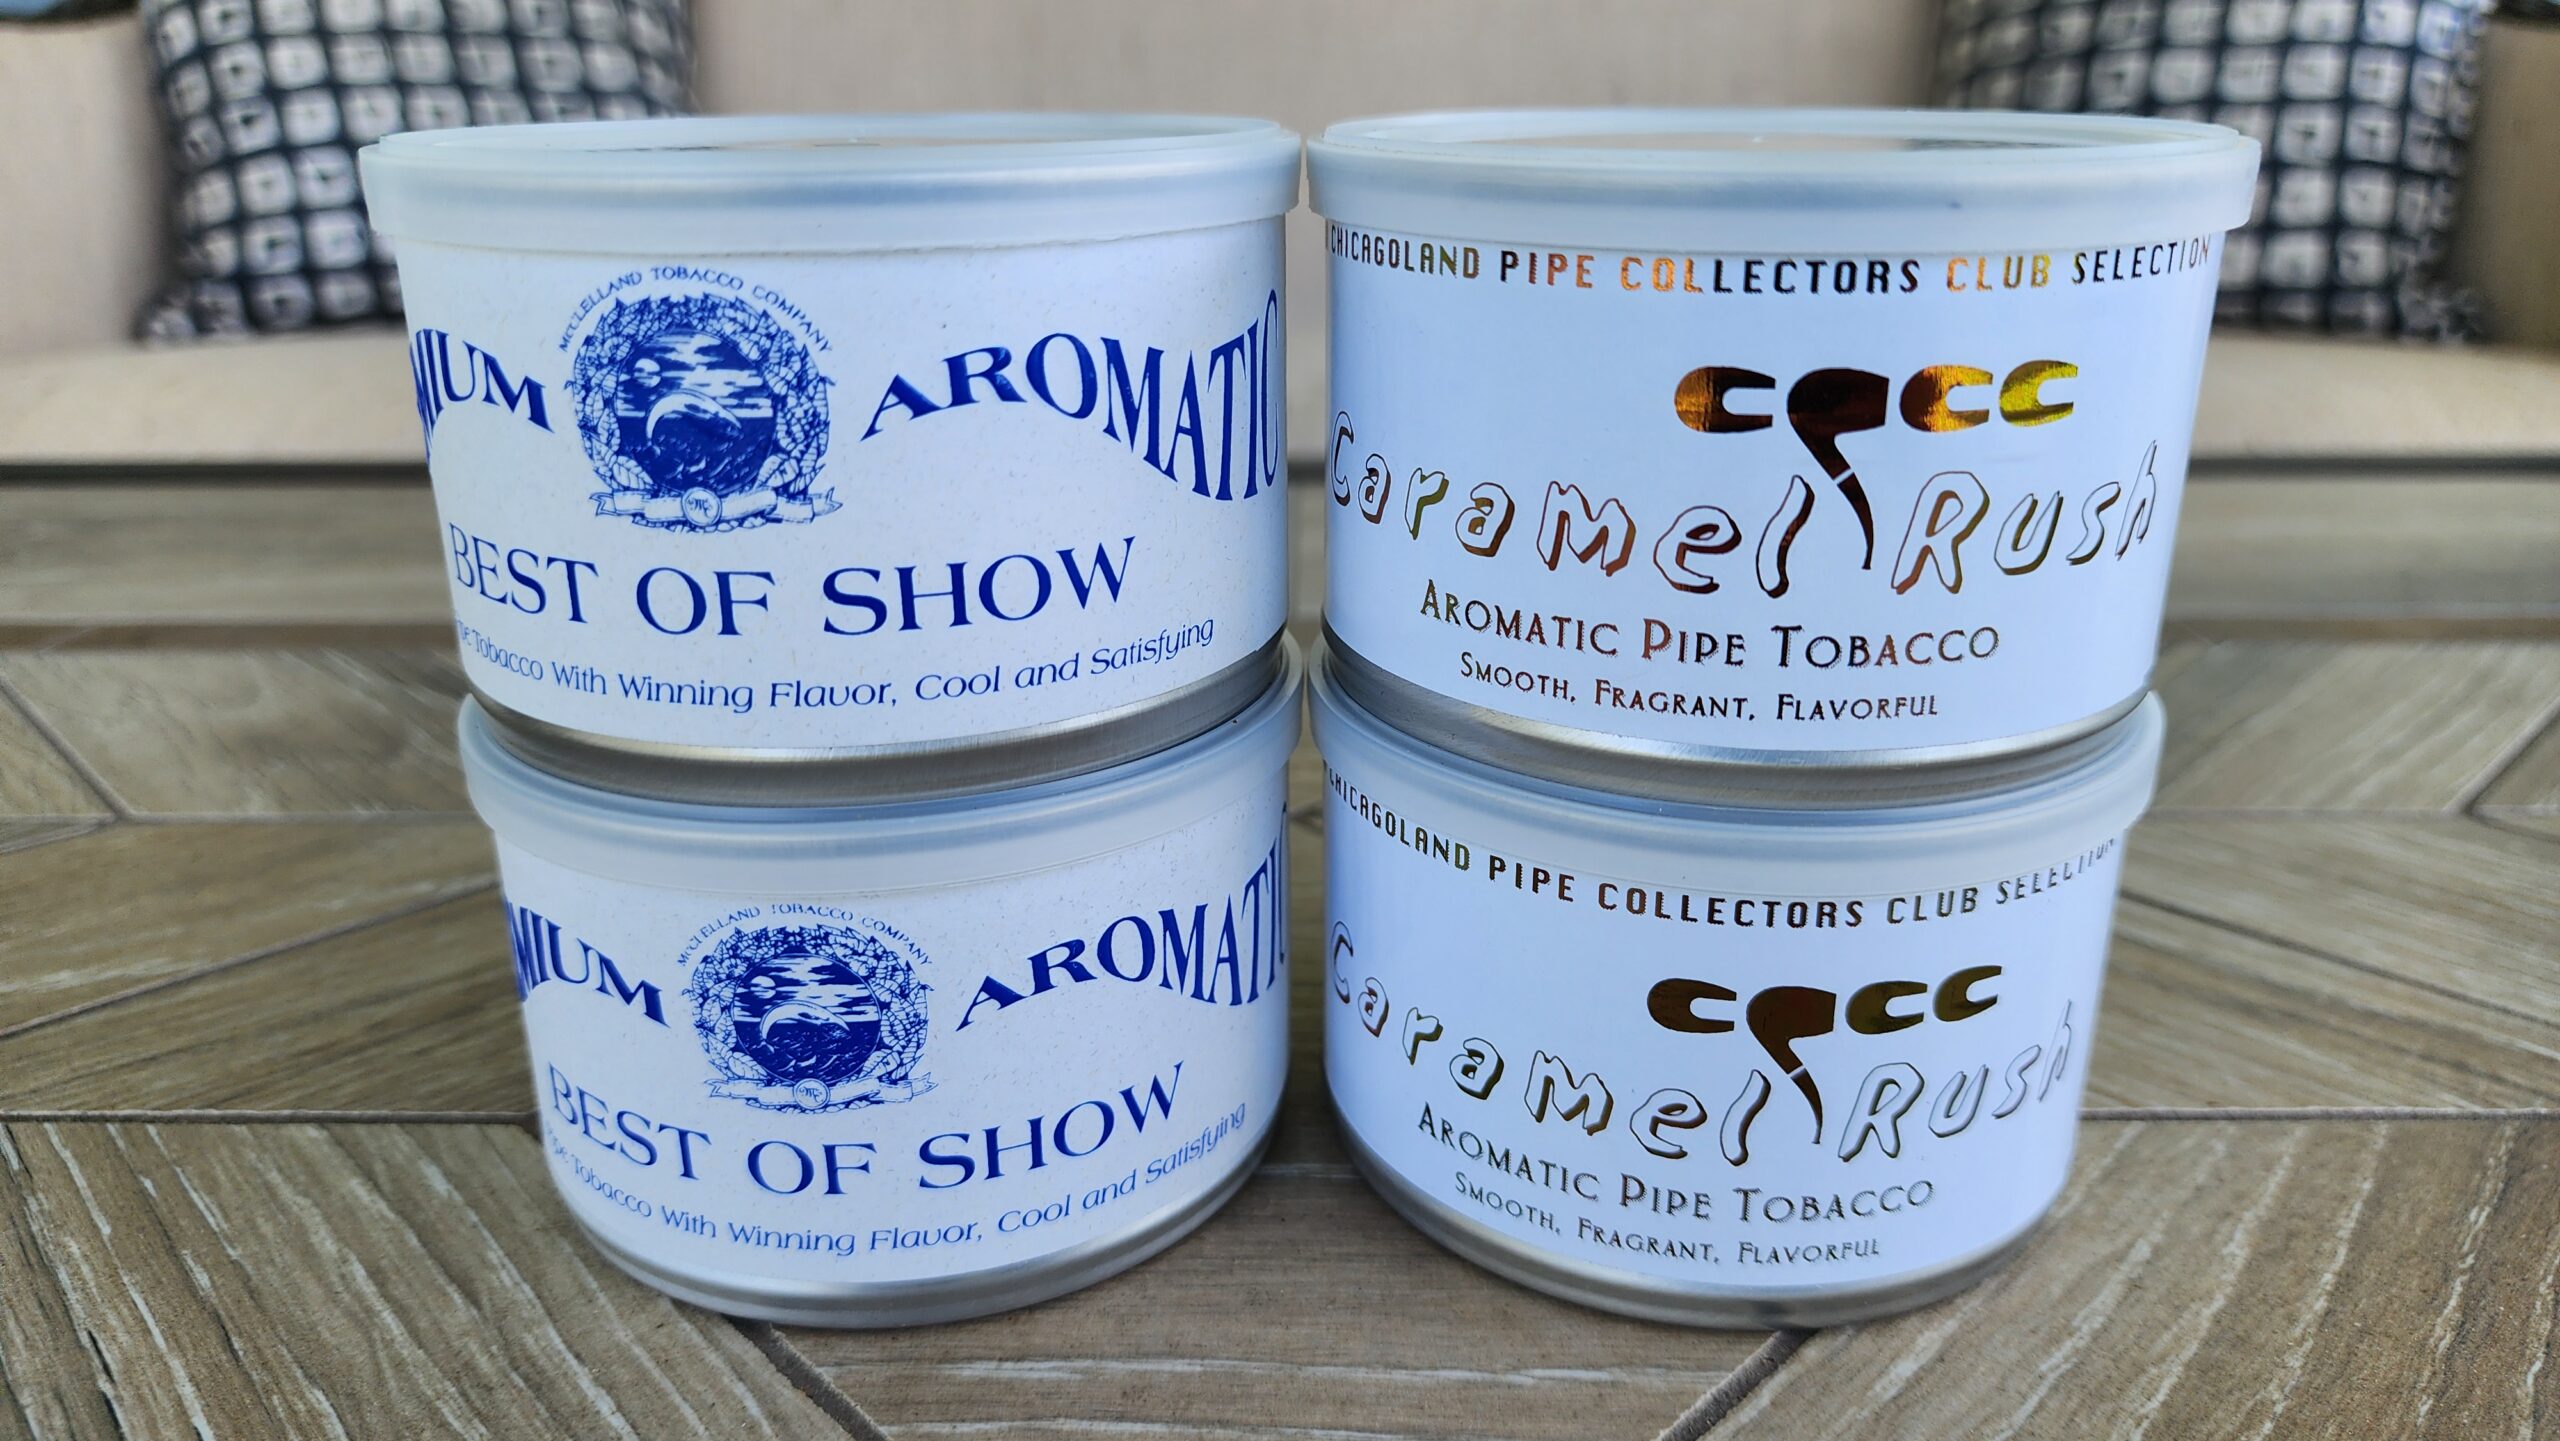 McCLELLAND TOBACCO COMPANY
MIUM AROMATIC
BEST OF SHOW
Tobacco With Winning Flavor, Cool and Satisfying
CHICAGOLAND PIPE COLLECTORS CLUB SELECTION
CPCC
Caramel Rush
AROMATIC PIPE TOBACCO
SMOOTH, FRAGRANT, FLAVORFUL
McCLELLAND TOBACCO COMPANY
MIUM AROMATIC
BEST OF SHOW
Tobacco With Winning Flavor, Cool and Satisfying
CHICAGOLAND PIPE COLLECTORS CLUB SELECTION
CPCC
Caramel Rush
AROMATIC PIPE TOBACCO
SMOOTH, FRAGRANT, FLAVORFUL